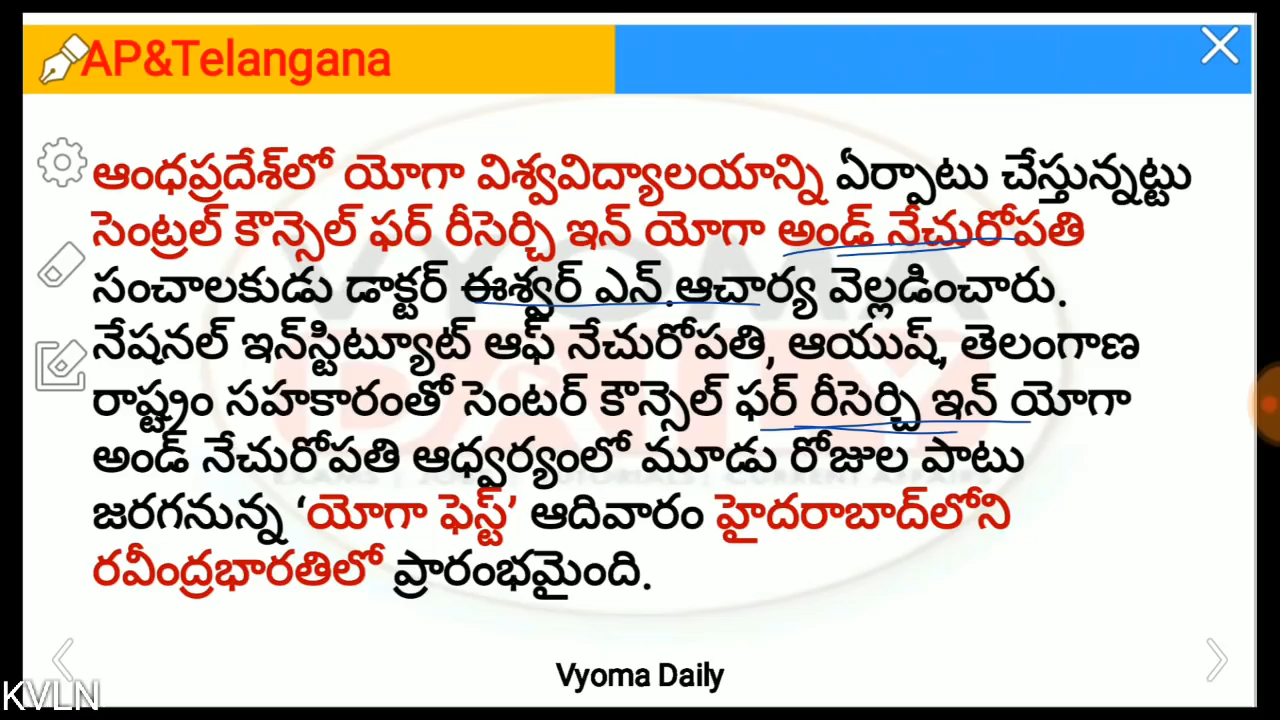 AP&Telangana
ఆంధప్రదేశ్‌లో యోగా విశ్వవిద్యాలయాన్ని ఏర్పాటు చేస్తున్నట్టు
సెంట్రల్ కౌన్సెల్ ఫర్ రీసెర్చి ఇన్ యోగా అండ్ నేచురోపతి
సంచాలకుడు డాక్టర్ ఈశ్వర్ ఎన్.ఆచార్య వెల్లడించారు.
నేషనల్ ఇన్‌స్టిట్యూట్ ఆఫ్ నేచురోపతి, ఆయుష్, తెలంగాణ
రాష్ట్రం సహకారంతో సెంటర్ కౌన్సెల్ ఫర్ రీసెర్చి ఇన్ యోగా
అండ్ నేచురోపతి ఆధ్వర్యంలో మూడు రోజుల పాటు
జరగనున్న ‘యోగా ఫెస్ట్’ ఆదివారం హైదరాబాద్‌లోని
రవీంద్రభారతిలో ప్రారంభమైంది.
Vyoma Daily
KVLN